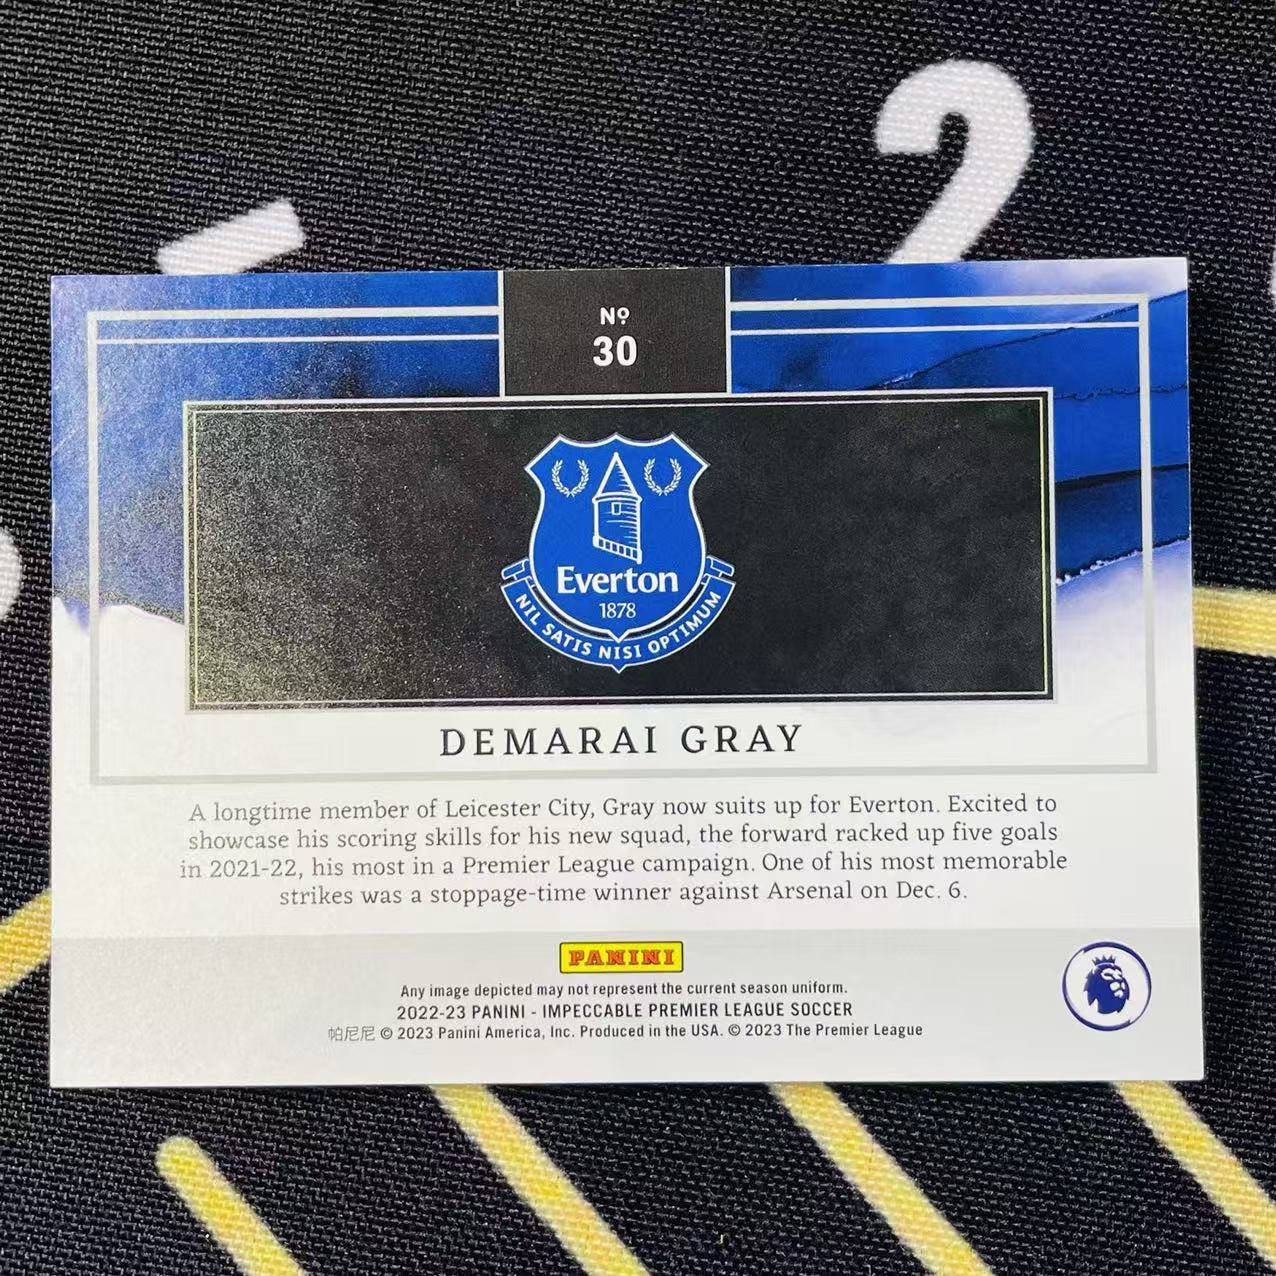 2
Nº
30
Everton
1878
NIL SATIS NISI OPTIMUM
DEMARAI GRAY
A longtime member of Leicester City, Gray now suits up for Everton. Excited to
showcase his scoring skills for his new squad, the forward racked up five goals
in 2021-22, his most in a Premier League campaign. One of his most memorable
strikes was a stoppage-time winner against Arsenal on Dec. 6.
PANINI
Any image depicted may not represent the current season uniform.
2022-23 PANINI - IMPECCABLE PREMIER LEAGUE SOCCER
帕尼尼 © 2023 Panini America, Inc. Produced in the USA. © 2023 The Premier League